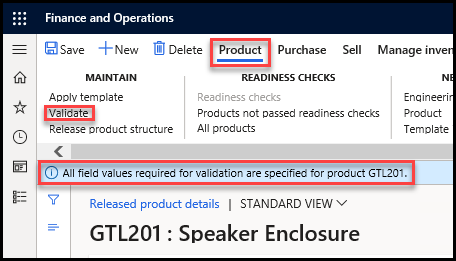 Finance and Operations
Save New Delete Product Purchase Sell Manage inven
MAINTAIN READINESS CHECKS NE
Apply template Readiness checks Engineering
Validate Products not passed readiness checks Product
Release product structure All products Template
All field values required for validation are specified for product GTL201.
Released product details | STANDARD VIEW
GTL201 : Speaker Enclosure